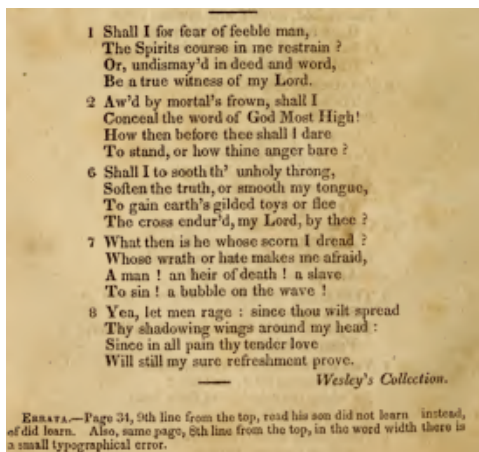 1 Shall I for fear of feeble man,
The Spirits course in me restrain ?
Or, undismay'd in deed and word,
Be a true witness of my Lord.
2 Aw'd by mortal's frown, shall I
Conceal the word of God Most High!
How then before thee shall I dare
To stand, or how thine anger bare ?
6 Shall I to sooth th' unholy throng,
Soften the truth, or smooth my tongue,
To gain earth's gilded toys or flee
The cross endur'd, my Lord, by thee ?
7 What then is he whose scorn I dread ?
Whose wrath or hate makes me afraid,
A man ! an heir of death ! a slave
To sin ! a bubble on the wave !
8 Yea, let men rage : since thou wilt spread
Thy shadowing wings around my head :
Since in all pain thy tender love
Will still my sure refreshment prove.
Wesley's Collection.
ERRATA.—Page 31, 9th line from the top, read his son did not learn instead,
of did learn. Also, same page, 8th line from the top, in the word width there is
a small typographical error.